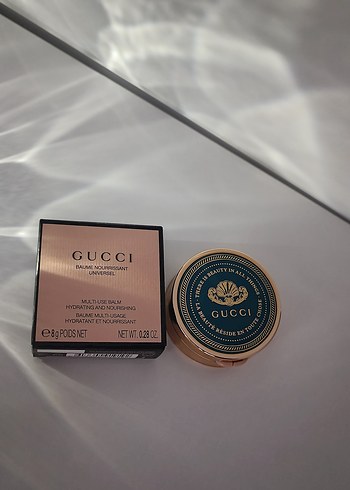 GUCCI
BAUME NOURRISSANT
UNIVERSEL
MULTI-USE BALM
HYDRATING AND NOURISHING
BAUME MULTI-USAGE
HYDRATANT ET NOURRISSANT
℮ 8 g POIDS NET NET WT. 0.28 OZ.
THERE IS BEAUTY IN ALL THINGS
GUCCI
LA BEAUTÉ RÉSIDE EN TOUTE CHOSE